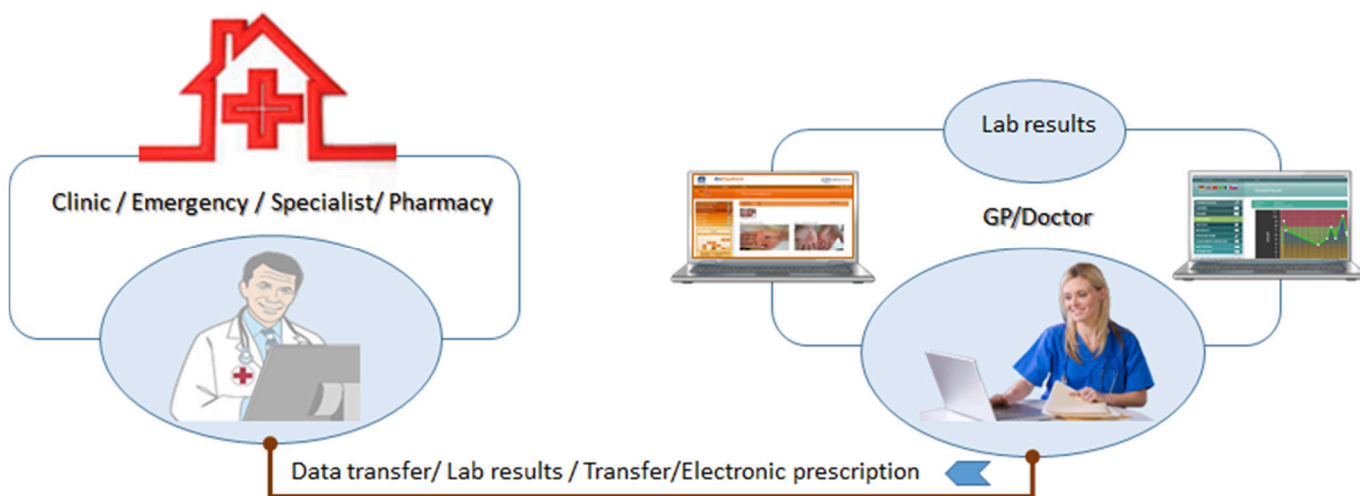 Lab results
Clinic / Emergency / Specialist/ Pharmacy
GP/Doctor
Data transfer/ Lab results / Transfer/Electronic prescription